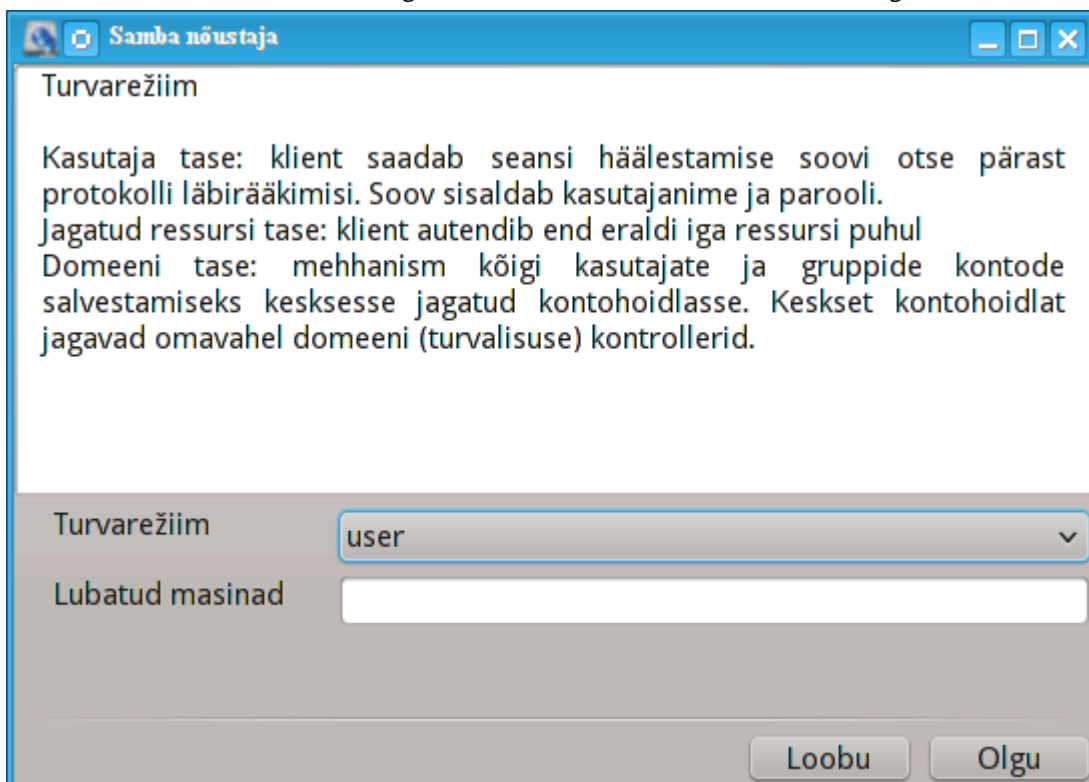 Samba nõustaja
Turvarežiim
Kasutaja tase: klient saadab seansi häälestamise soovi otse pärast
protokolli läbirääkimisi. Soov sisaldab kasutajanime ja parooli.
Jagatud ressursi tase: klient autendib end eraldi iga ressursi puhul
Domeeni tase: mehhanism kõigi kasutajate ja gruppide kontode
salvestamiseks kesksesse jagatud kontohoidlasse. Keskset kontohoidlat
jagavad omavahel domeeni (turvalisuse) kontrollerid.
Turvarežiim
user
Lubatud masinad
Loobu
Olgu